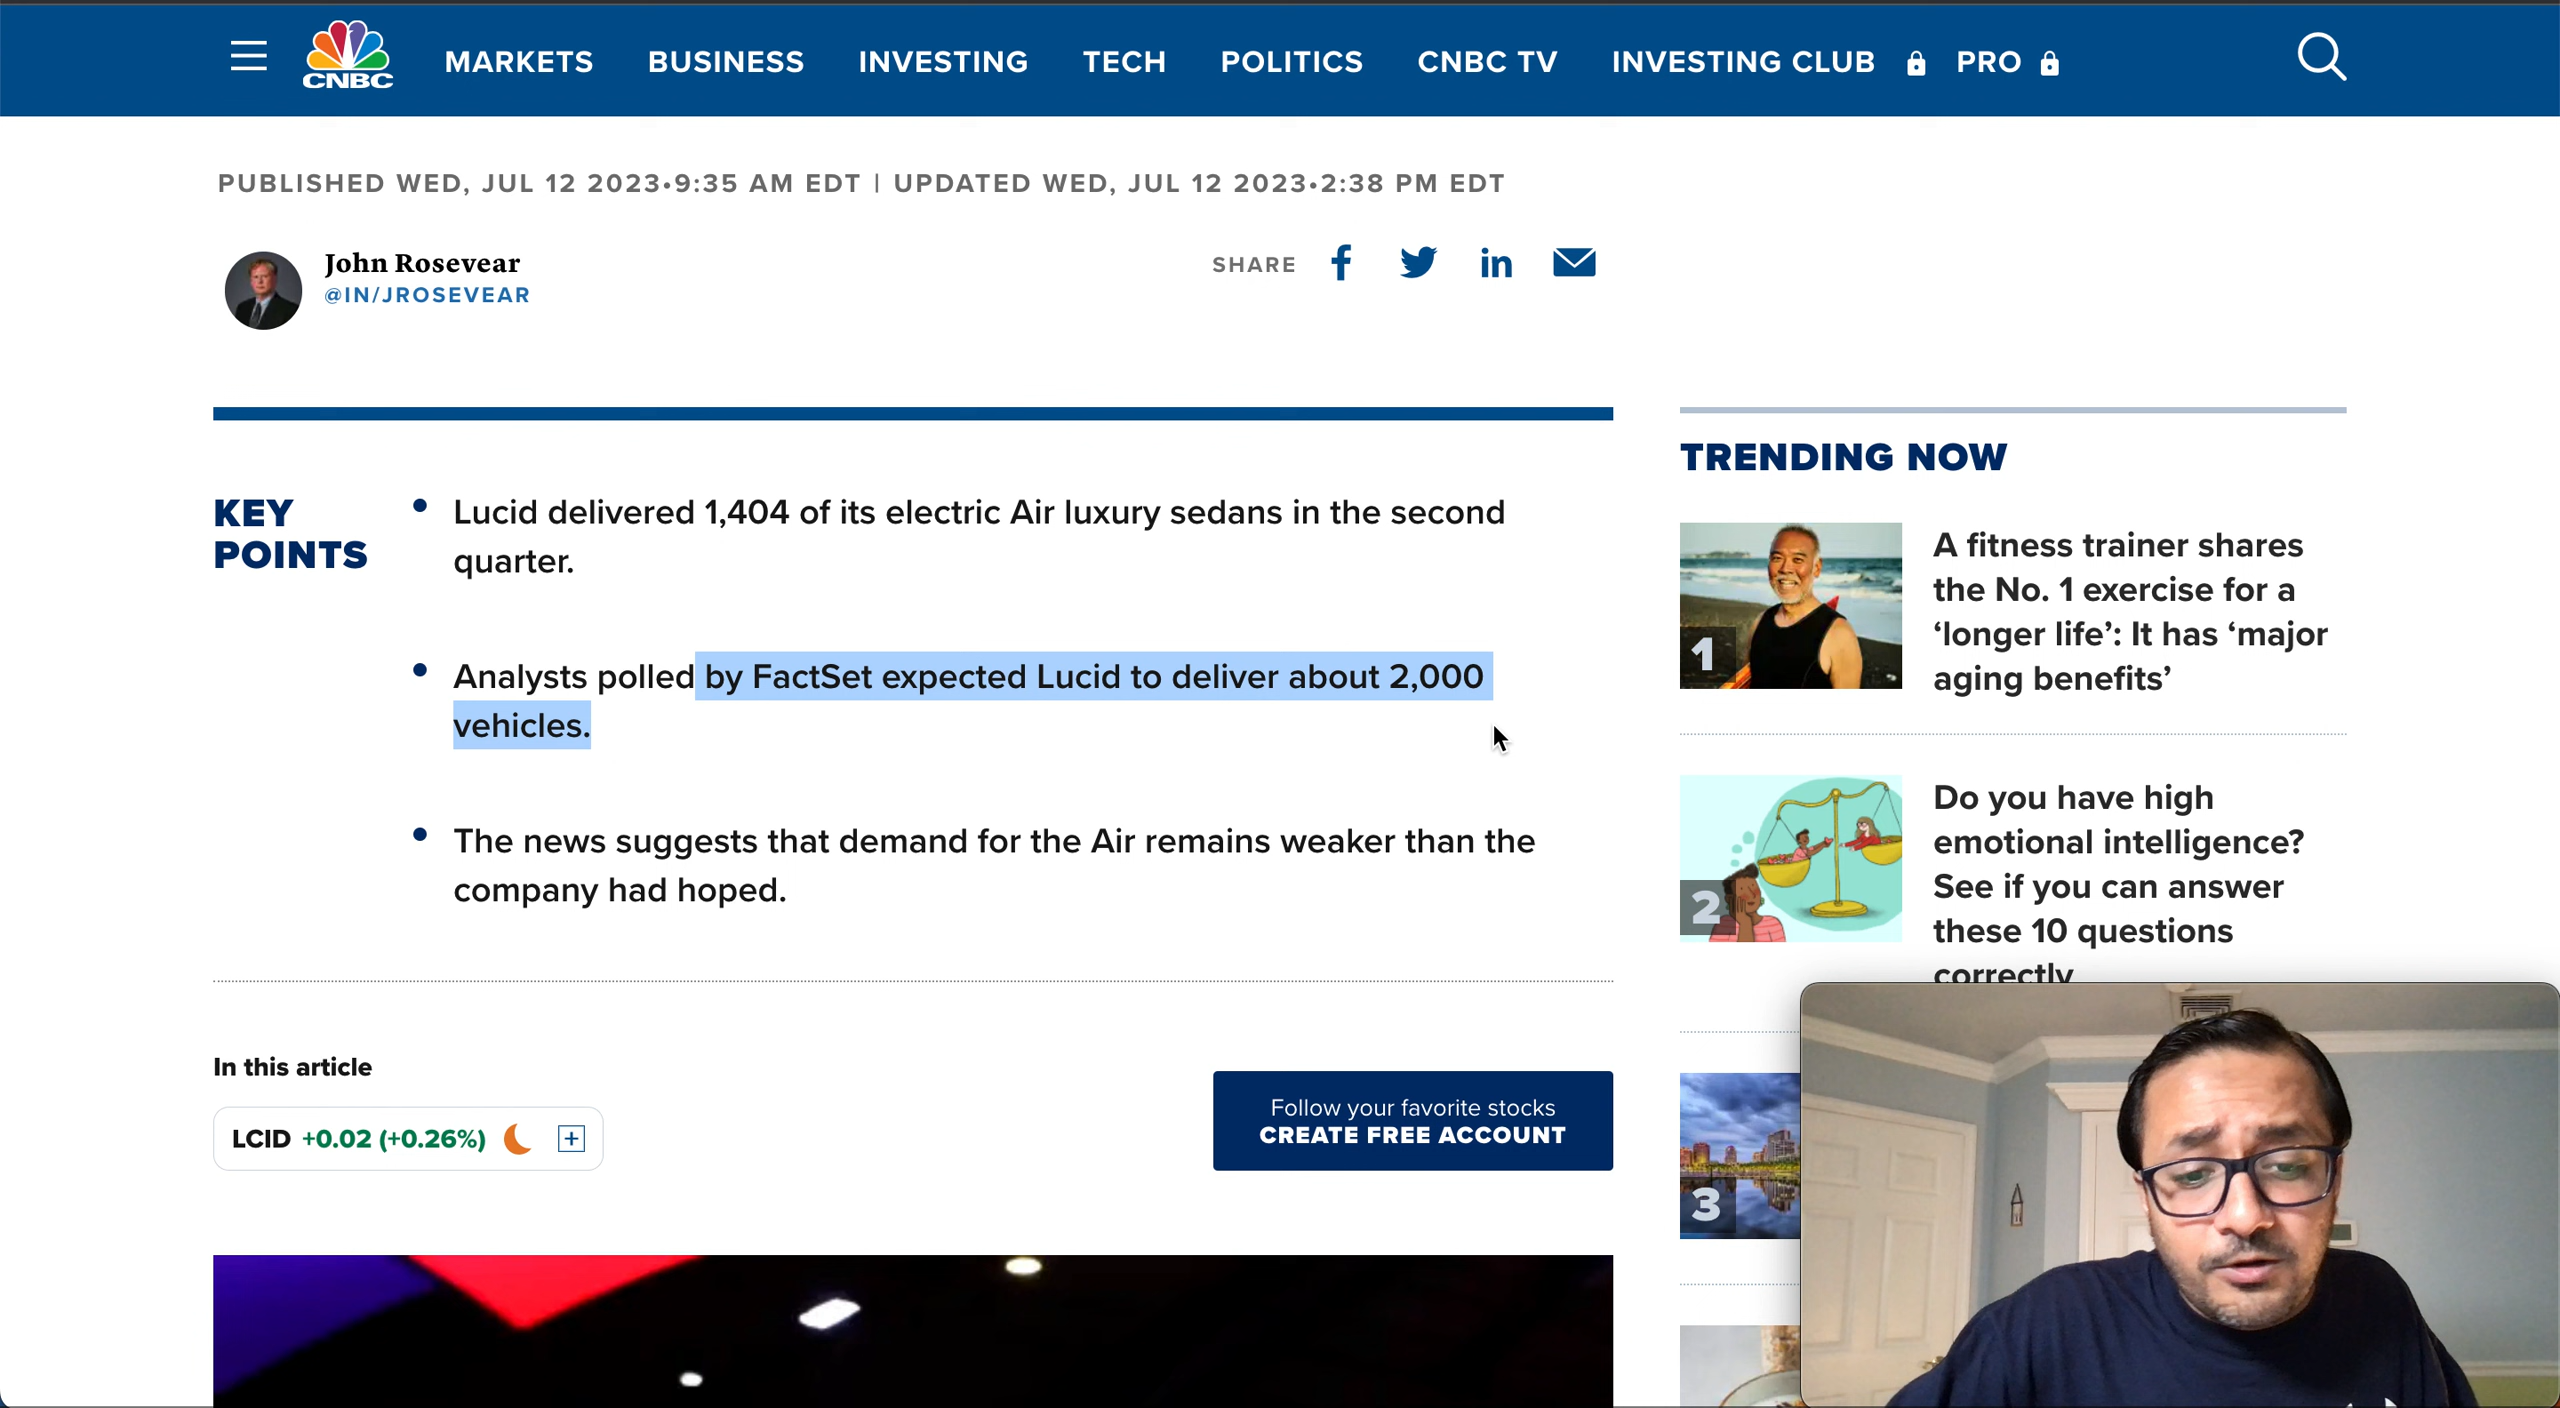 CNBC
MARKETS BUSINESS INVESTING TECH POLITICS CNBC TV INVESTING CLUB PRO
PUBLISHED WED, JUL 12 2023•9:35 AM EDT | UPDATED WED, JUL 12 2023•2:38 PM EDT
John Rosevear
@IN/JROSEVEAR
SHARE
KEY
POINTS
Lucid delivered 1,404 of its electric Air luxury sedans in the second
quarter.
Analysts polled by FactSet expected Lucid to deliver about 2,000
vehicles.
The news suggests that demand for the Air remains weaker than the
company had hoped.
In this article
LCID +0.02 (+0.26%)
Follow your favorite stocks
CREATE FREE ACCOUNT
TRENDING NOW
1
A fitness trainer shares
the No. 1 exercise for a
‘longer life’: It has ‘major
aging benefits’
2
Do you have high
emotional intelligence?
See if you can answer
these 10 questions
correctly
3